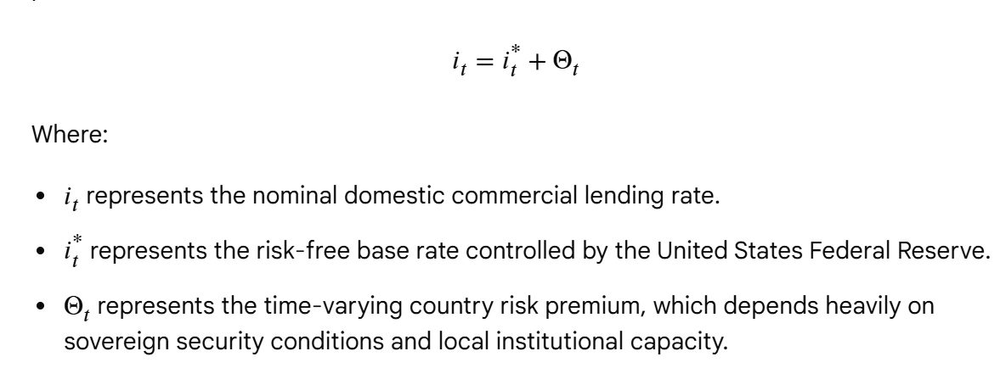 i_t = i_t^* + Θ_t
Where:
• i_t represents the nominal domestic commercial lending rate.
• i_t^* represents the risk-free base rate controlled by the United States Federal Reserve.
• Θ_t represents the time-varying country risk premium, which depends heavily on
sovereign security conditions and local institutional capacity.